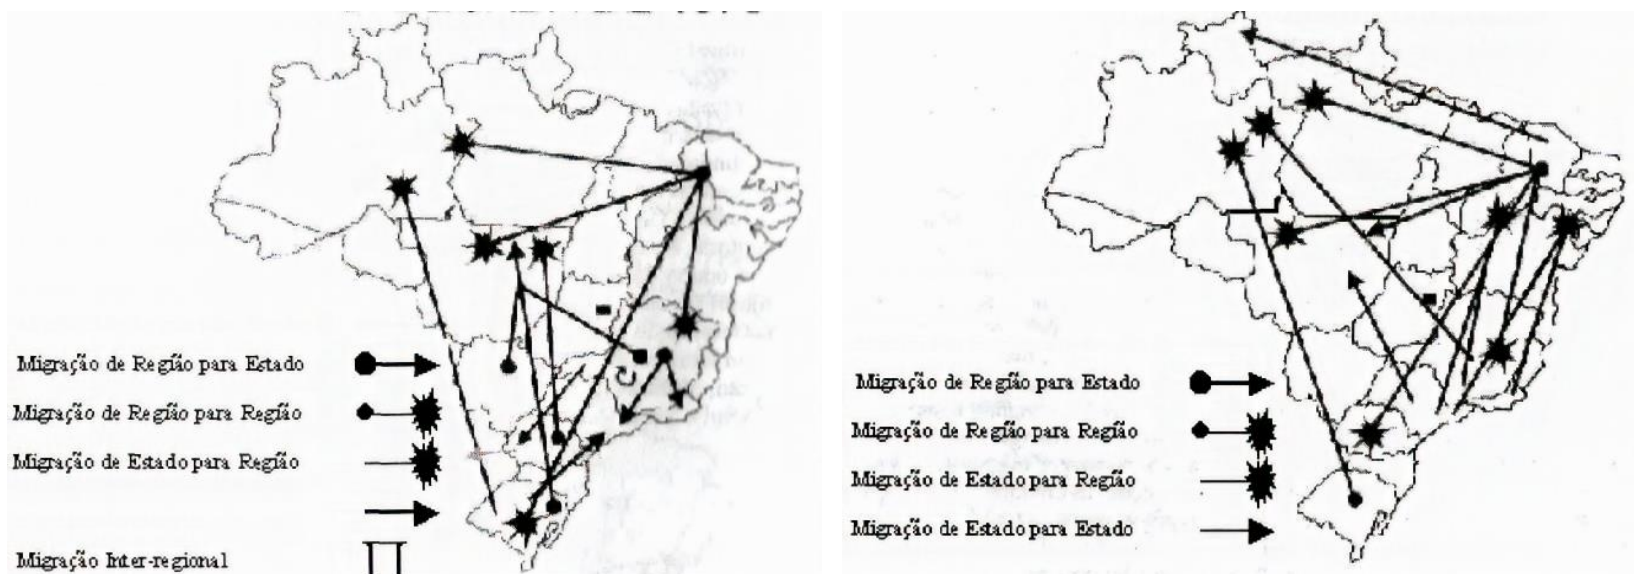 Migração de Região para Estado
Migração de Região para Região
Migração de Estado para Região
Migração Inter-regional
Migração de Região para Estado
Migração de Região para Região
Migração de Estado para Região
Migração de Estado para Estado